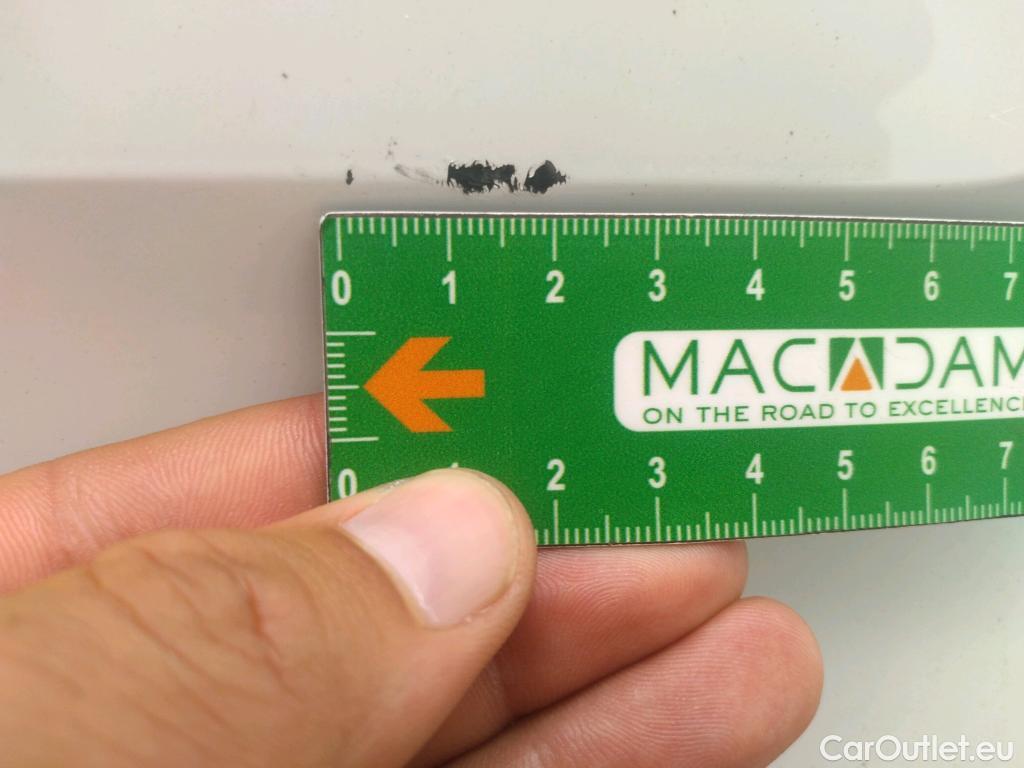 0 1 2 3 4 5 6 7
MACADAM
ON THE ROAD TO EXCELLENC
0 2 3 4 5 6 7
CarOutlet.eu